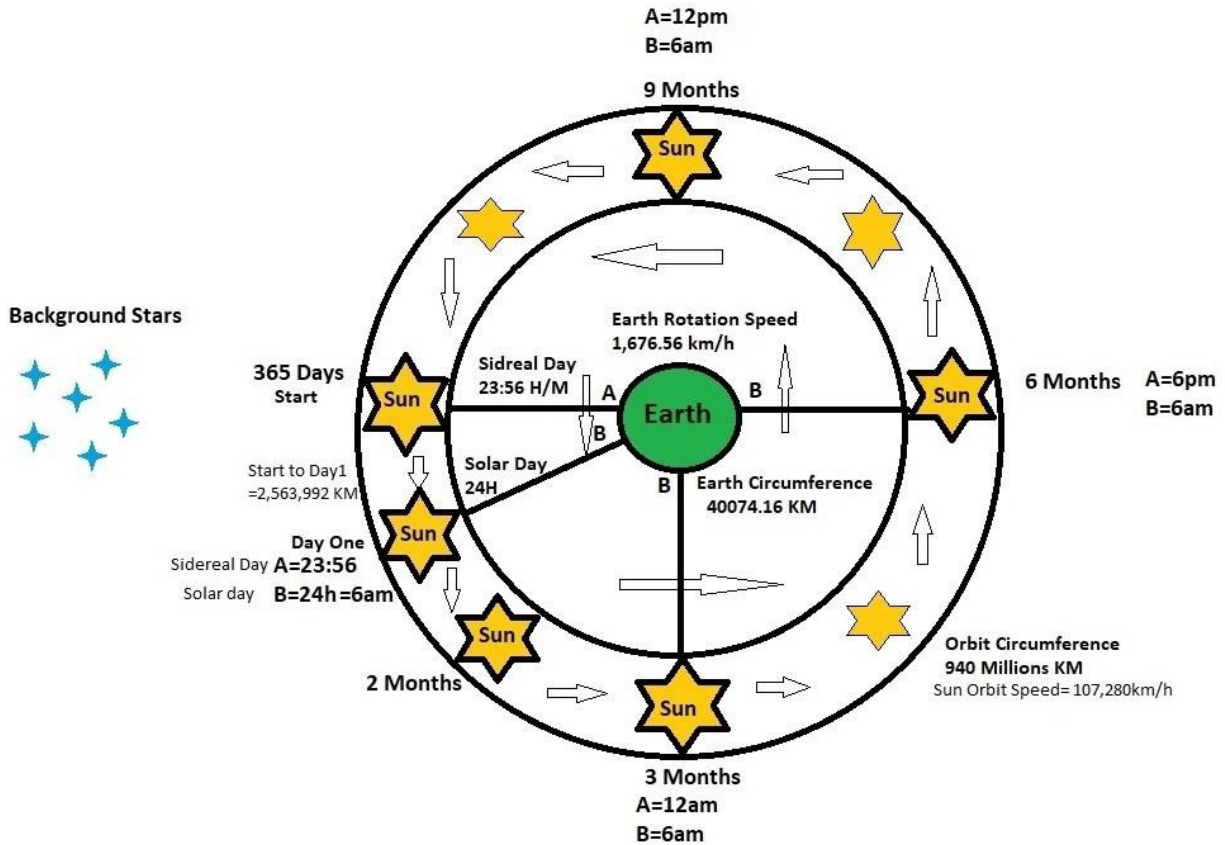 A=12pm
B=6am
9 Months
Sun
Background Stars
Earth Rotation Speed
1,676.56 km/h
365 Days
Start
Sun
Sidreal Day
23:56 H/M
A
B
Earth
B
Sun
6 Months
A=6pm
B=6am
Solar Day
24H
Start to Day1
=2,563,992 KM
B
Earth Circumference
40074.16 KM
Sun
Day One
Sidereal Day A=23:56
Solar day B=24h =6am
Sun
2 Months
Orbit Circumference
940 Millions KM
Sun Orbit Speed= 107,280km/h
Sun
3 Months
A=12am
B=6am